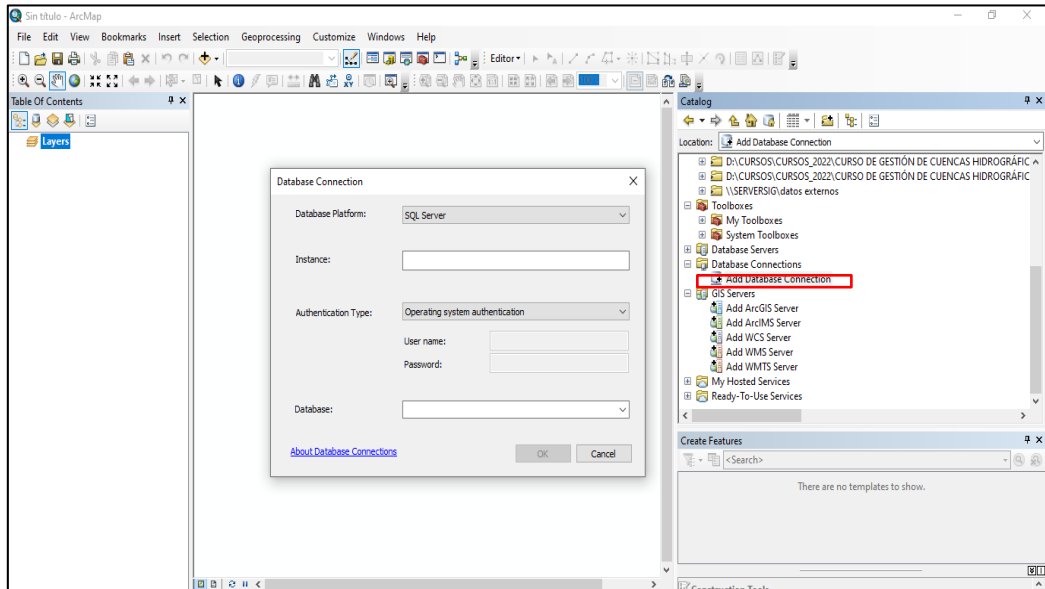 Sin título - ArcMap
File Edit View Bookmarks Insert Selection Geoprocessing Customize Windows Help
Editor
Table Of Contents
Layers
Database Connection
Database Platform: SQL Server
Instance:
Authentication Type: Operating system authentication
User name:
Password:
Database:
About Database Connections
OK Cancel
Catalog
Location: Add Database Connection
D:\CURSOS\CURSOS_2022\CURSO DE GESTIÓN DE CUENCAS HIDROGRÁFIC
D:\CURSOS\CURSOS_2022\CURSO DE GESTIÓN DE CUENCAS HIDROGRÁFIC
\\SERVERSIG\datos externos
Toolboxes
My Toolboxes
System Toolboxes
Database Servers
Database Connections
Add Database Connection
GIS Servers
Add ArcGIS Server
Add ArcIMS Server
Add WCS Server
Add WMS Server
Add WMTS Server
My Hosted Services
Ready-To-Use Services
Create Features
<Search>
There are no templates to show.
Construction Tools